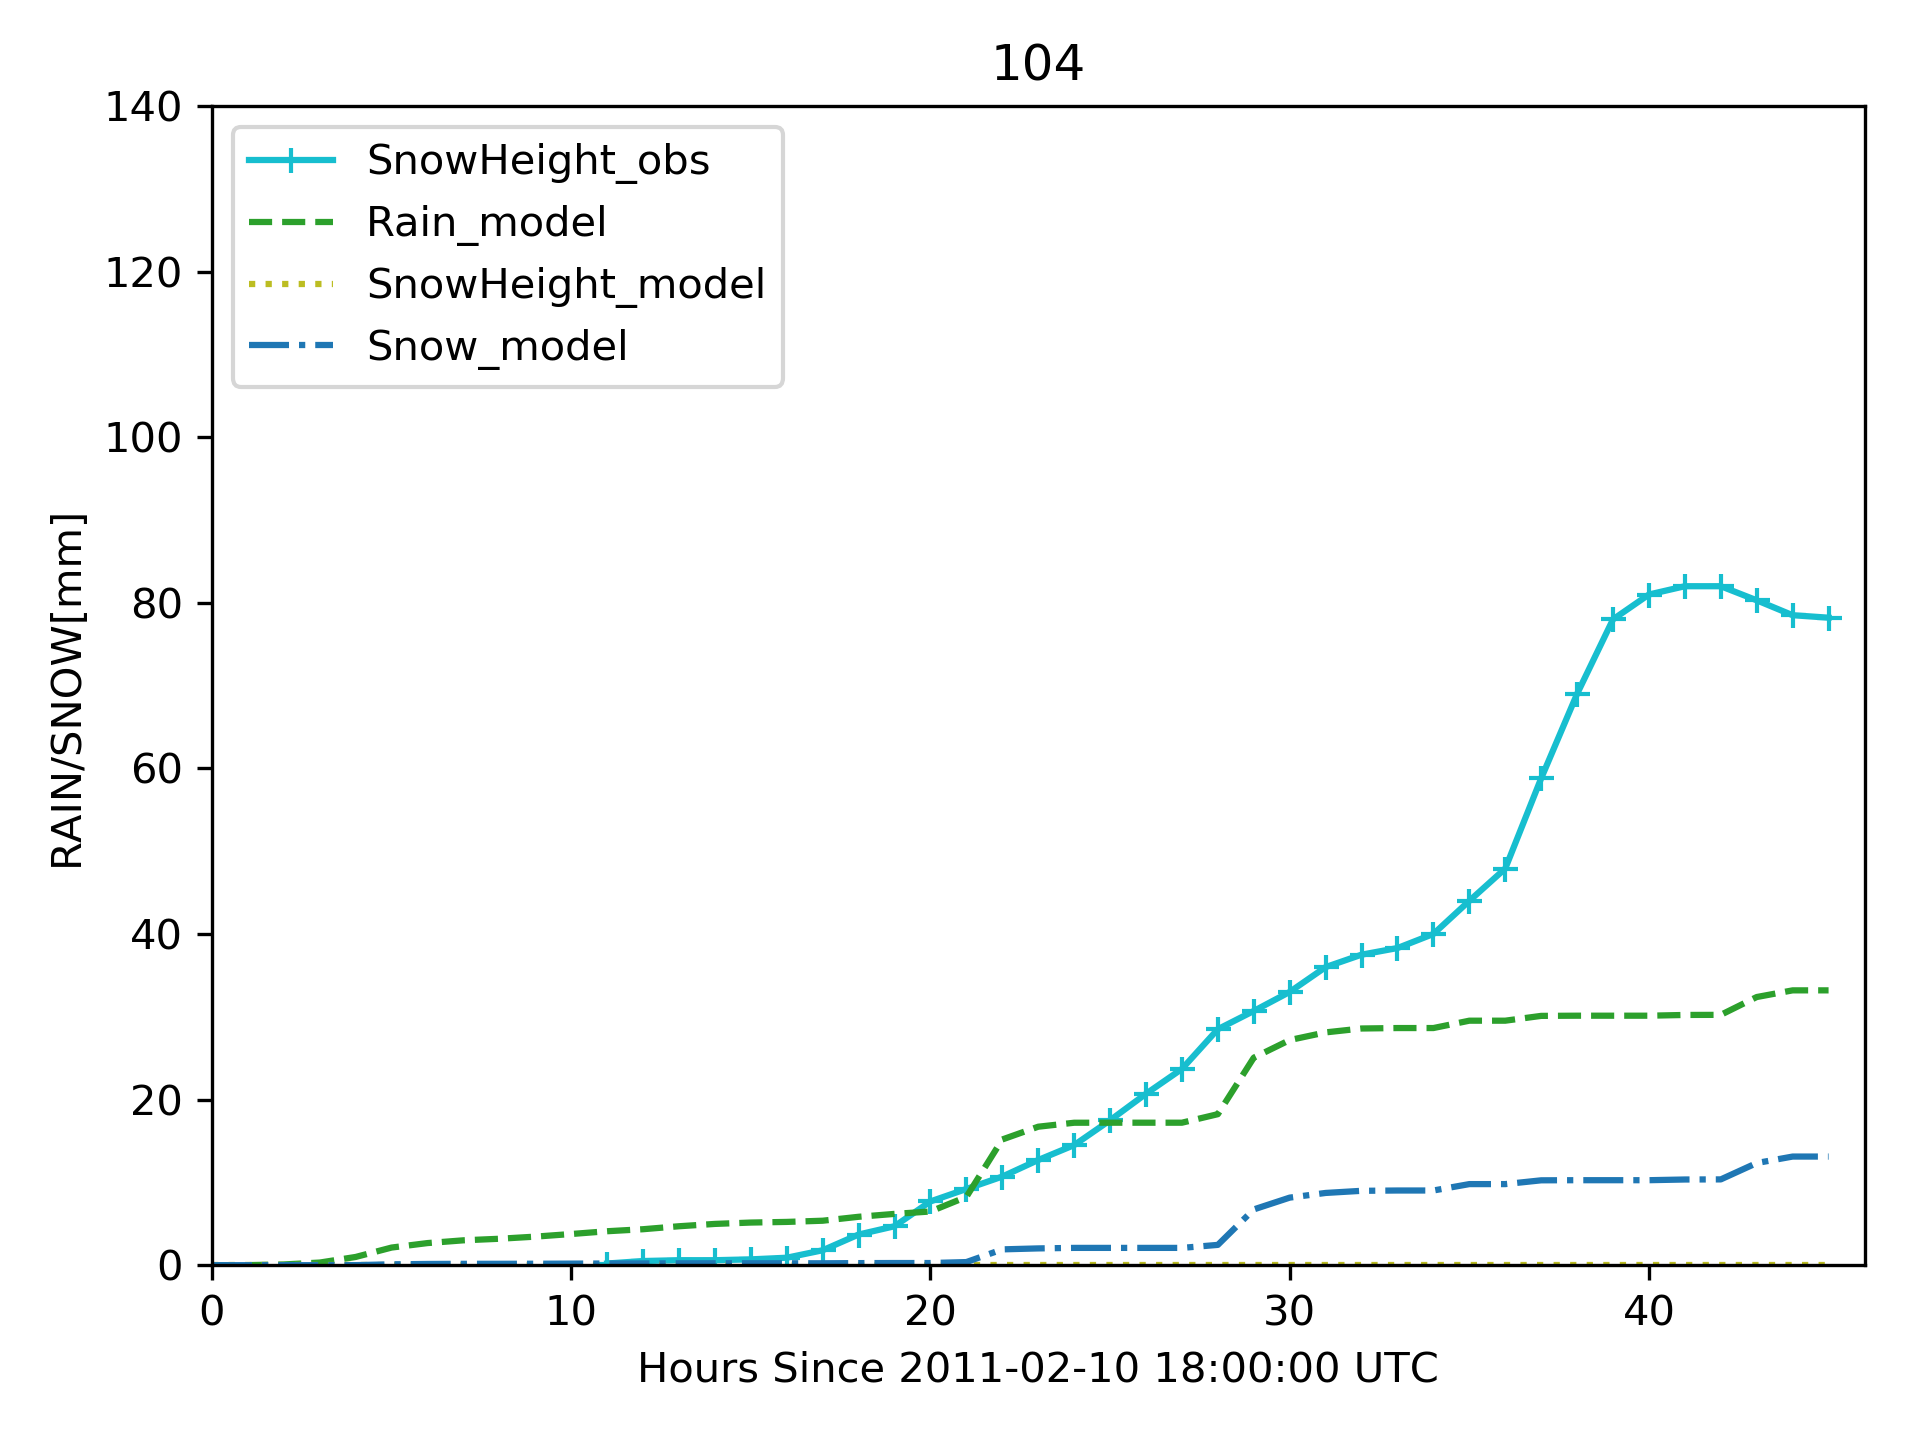 104
140
120
100
80
60
40
20
0
RAIN/SNOW[mm]
SnowHeight_obs
Rain_model
SnowHeight_model
Snow_model
0 10 20 30 40
Hours Since 2011-02-10 18:00:00 UTC